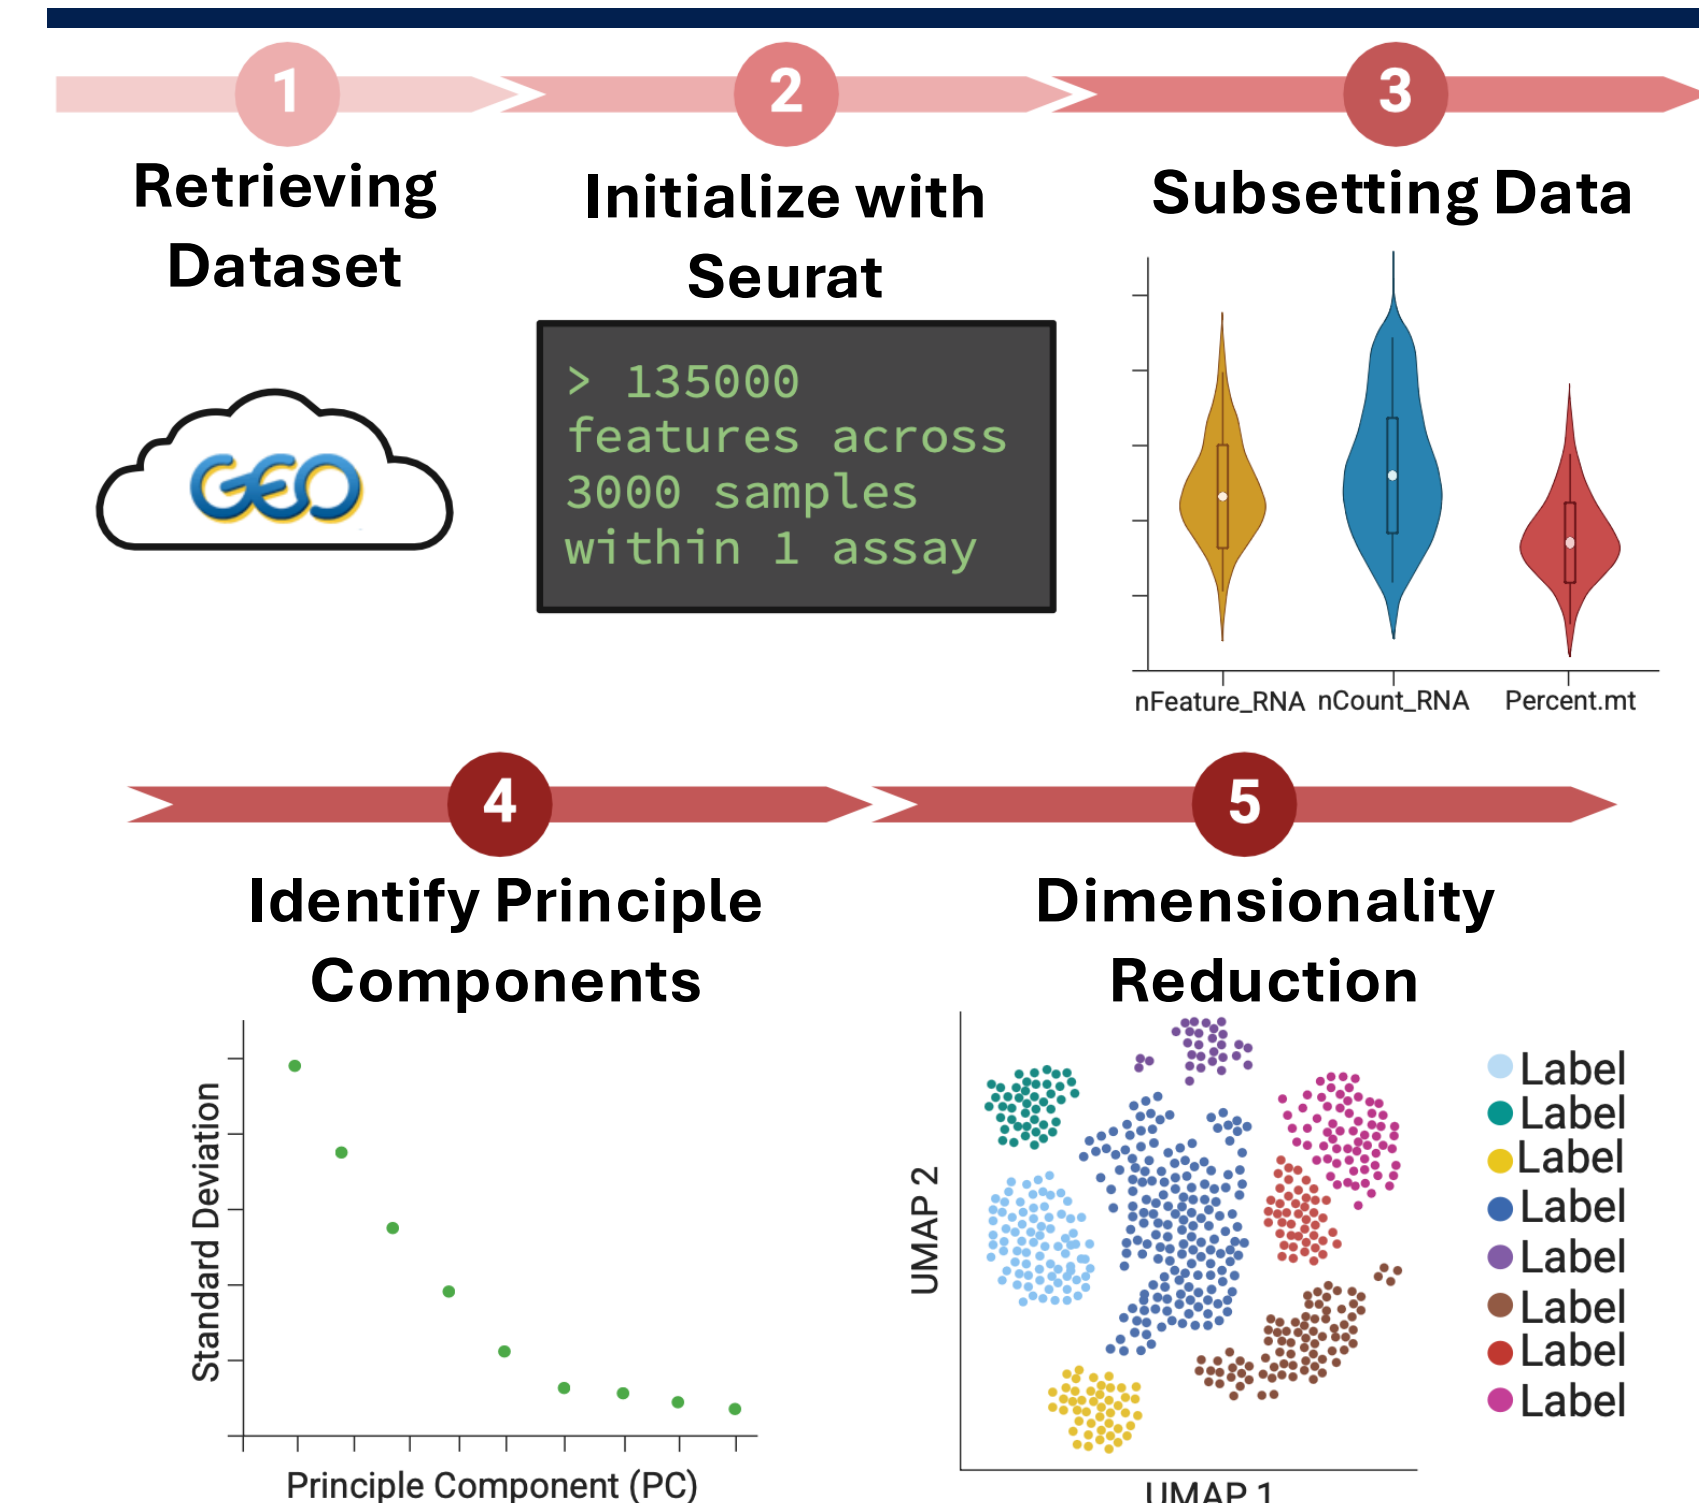 1
2
3
Retrieving
Dataset
Initialize with
Seurat
Subsetting Data
GEO
> 135000
features across
3000 samples
within 1 assay
nFeature_RNA
nCount_RNA
Percent.mt
4
5
Identify Principle
Components
Dimensionality
Reduction
Standard Deviation
Principle Component (PC)
UMAP 2
UMAP 1
Label
Label
Label
Label
Label
Label
Label
Label